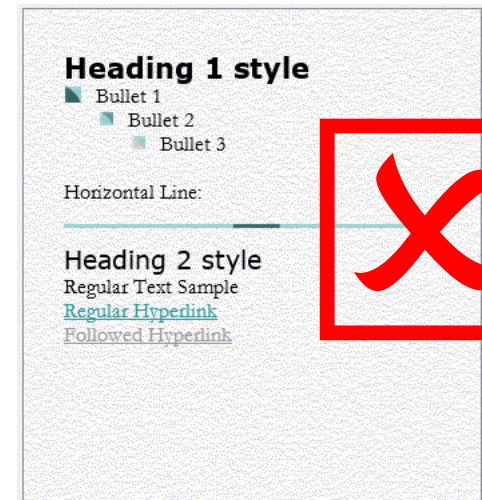 Heading 1 style
Bullet 1
Bullet 2
Bullet 3
Horizontal Line:
Heading 2 style
Regular Text Sample
Regular Hyperlink
Followed Hyperlink